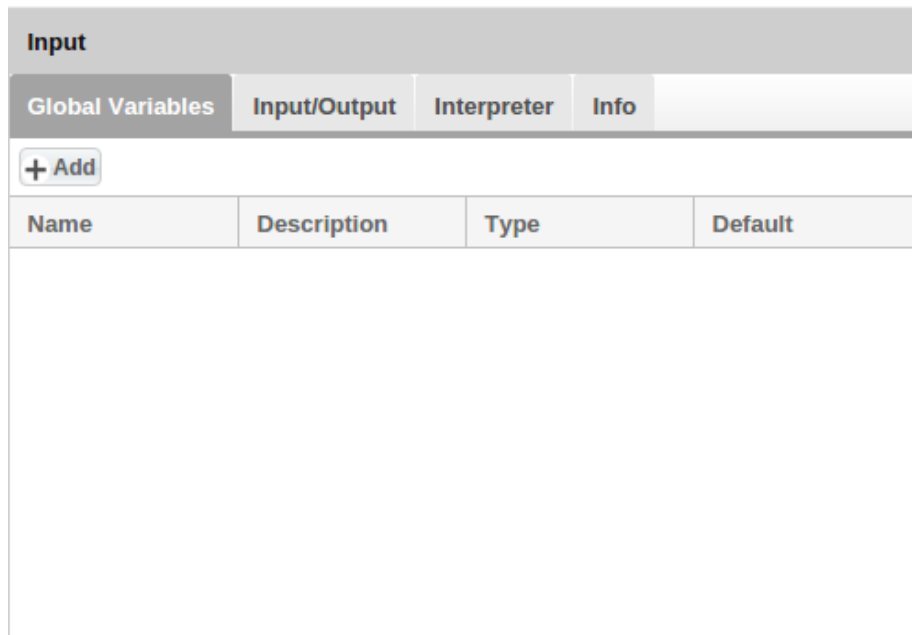 Input
Global Variables Input/Output Interpreter Info
Add
Name Description Type Default